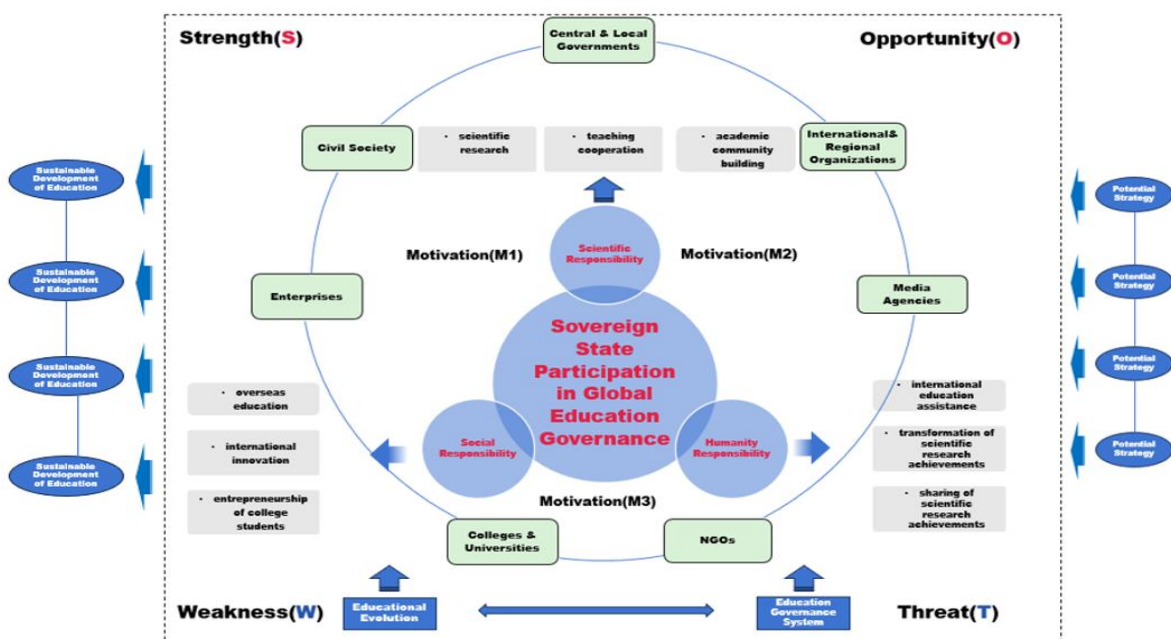 Strength(S)
Central & Local
Governments
Opportunity(O)
Civil Society
· scientific
research
· teaching
cooperation
· academic
community
building
International&
Regional
Organizations
Sustainable
Development
of Education
Sustainable
Development
of Education
Sustainable
Development
of Education
Sustainable
Development
of Education
Potential
Strategy
Potential
Strategy
Potential
Strategy
Potential
Strategy
Motivation(M1)
Scientific
Responsibility
Motivation(M2)
Enterprises
Media
Agencies
Sovereign
State
Participation
in Global
Education
Governance
· overseas
education
· international
innovation
· entrepreneurship
of college
students
Social
Responsibility
Humanity
Responsibility
· international
education
assistance
· transformation of
scientific research
achievements
· sharing of
scientific
research
achievements
Motivation(M3)
Colleges &
Universities
NGOs
Weakness(W)
Educational
Evolution
Education
Governance
System
Threat(T)